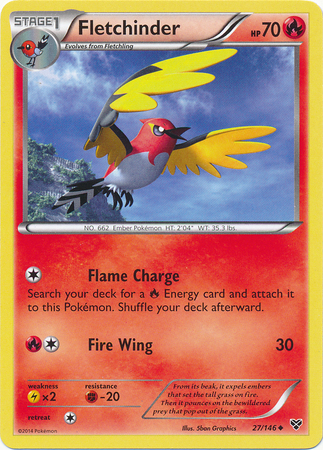 STAGE1
Fletchinder
HP70
Evolves from Fletchling
NO. 662 Ember Pokémon HT: 2'04" WT: 35.3 lbs.
Flame Charge
Search your deck for a Energy card and attach it
to this Pokémon. Shuffle your deck afterward.
Fire Wing 30
weakness resistance
×2 -20
retreat
From its beak, it expels embers
that set the tall grass on fire.
Then it pounces on the bewildered
prey that pop out of the grass.
©2014 Pokémon
Illus. 5ban Graphics
27/146
XY